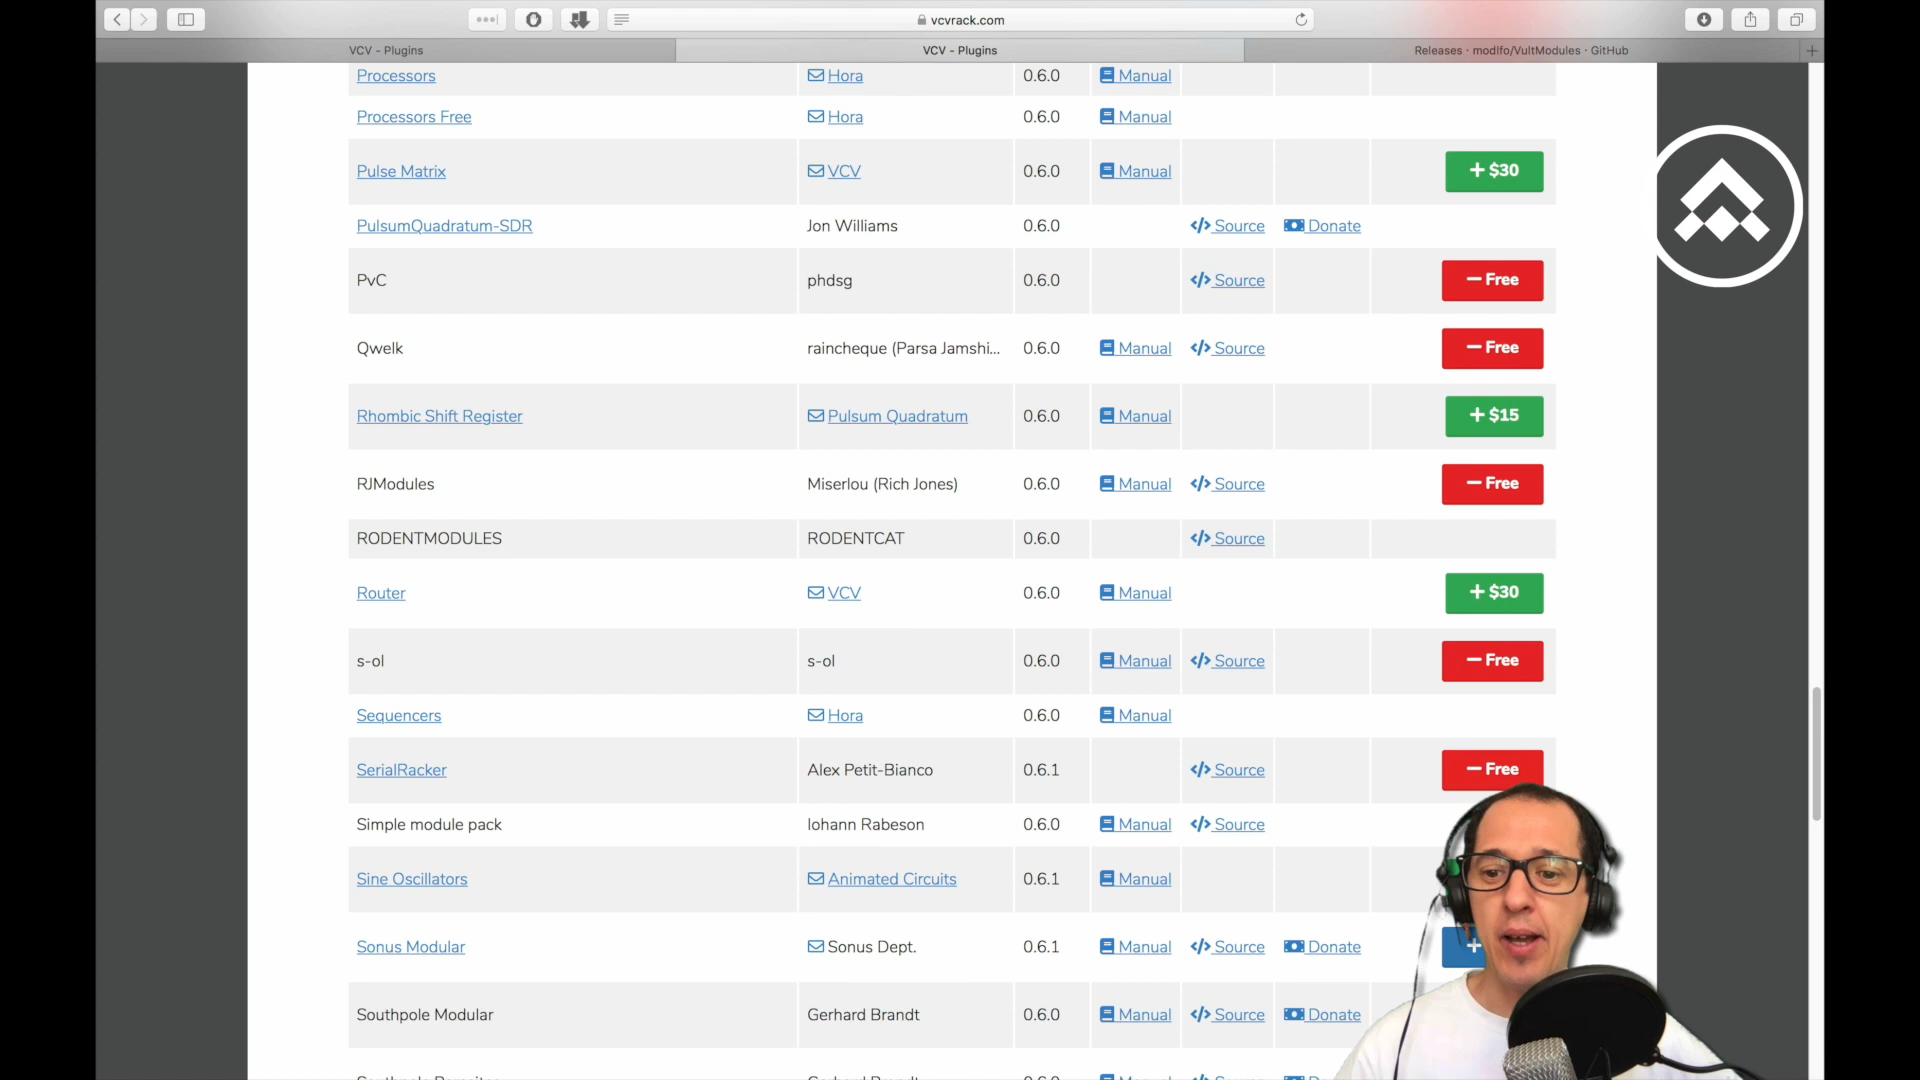 vcvrack.com
VCV - Plugins
VCV - Plugins
Releases · modlfo/VultModules · GitHub
Processors Hora 0.6.0 Manual
Processors Free Hora 0.6.0 Manual
Pulse Matrix VCV 0.6.0 Manual + $30
PulsumQuadratum-SDR Jon Williams 0.6.0 </> Source Donate
PvC phdsg 0.6.0 </> Source − Free
Qwelk raincheque (Parsa Jamshi... 0.6.0 Manual </> Source − Free
Rhombic Shift Register Pulsum Quadratum 0.6.0 Manual + $15
RJModules Miserlou (Rich Jones) 0.6.0 Manual </> Source − Free
RODENTMODULES RODENTCAT 0.6.0 </> Source
Router VCV 0.6.0 Manual + $30
s-ol s-ol 0.6.0 Manual </> Source − Free
Sequencers Hora 0.6.0 Manual
SerialRacker Alex Petit-Bianco 0.6.1 </> Source − Free
Simple module pack Iohann Rabeson 0.6.0 Manual </> Source
Sine Oscillators Animated Circuits 0.6.1 Manual
Sonus Modular Sonus Dept. 0.6.1 Manual </> Source Donate +
Southpole Modular Gerhard Brandt 0.6.0 Manual </> Source Donate